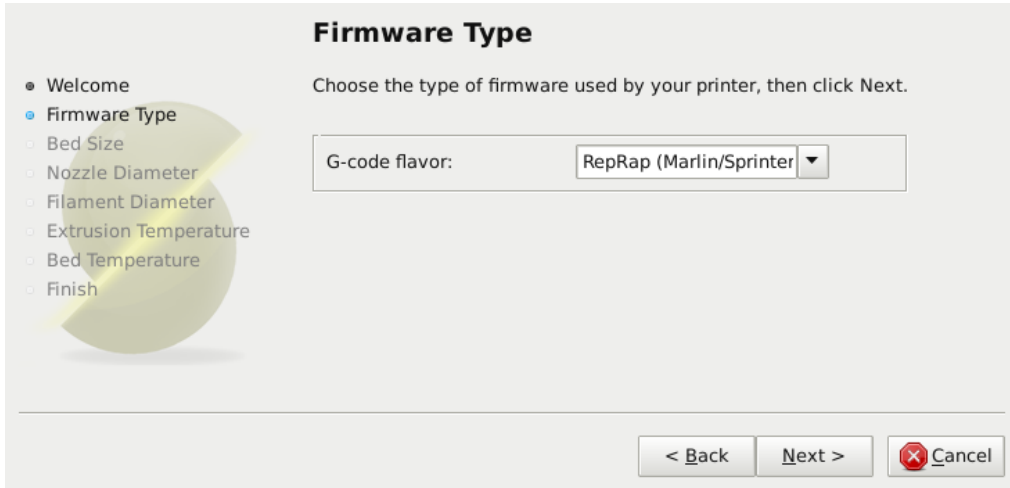 Firmware Type
Welcome
Firmware Type
Bed Size
Nozzle Diameter
Filament Diameter
Extrusion Temperature
Bed Temperature
Finish
Choose the type of firmware used by your printer, then click Next.
G-code flavor: RepRap (Marlin/Sprinter
< Back Next > Cancel